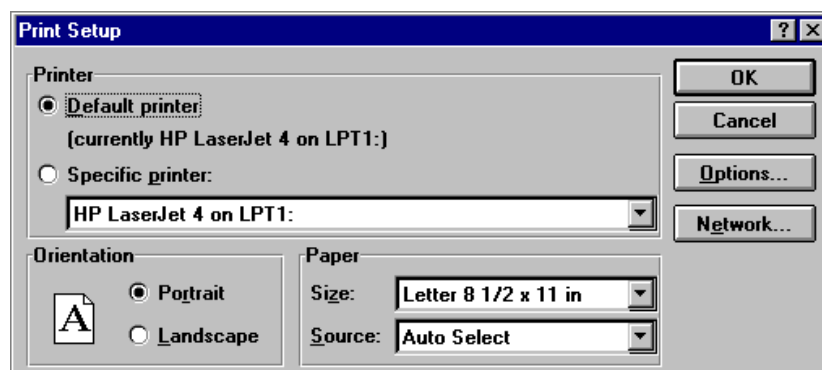 Print Setup
Printer
Default printer
(currently HP LaserJet 4 on LPT1:)
Specific printer:
HP LaserJet 4 on LPT1:
OK
Cancel
Options...
Network...
Orientation
A
Portrait
Landscape
Paper
Size: Letter 8 1/2 x 11 in
Source: Auto Select